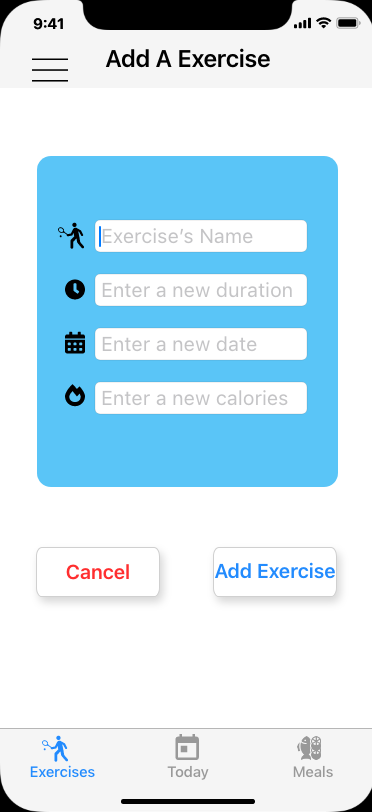 9:41
Add A Exercise
Exercise's Name
Enter a new duration
Enter a new date
Enter a new calories
Cancel
Add Exercise
Exercises
Today
Meals